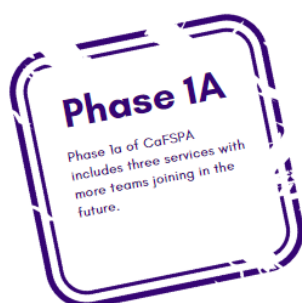 Phase 1A
Phase 1a of CaFSPA
includes three services with
more teams joining in the
future.